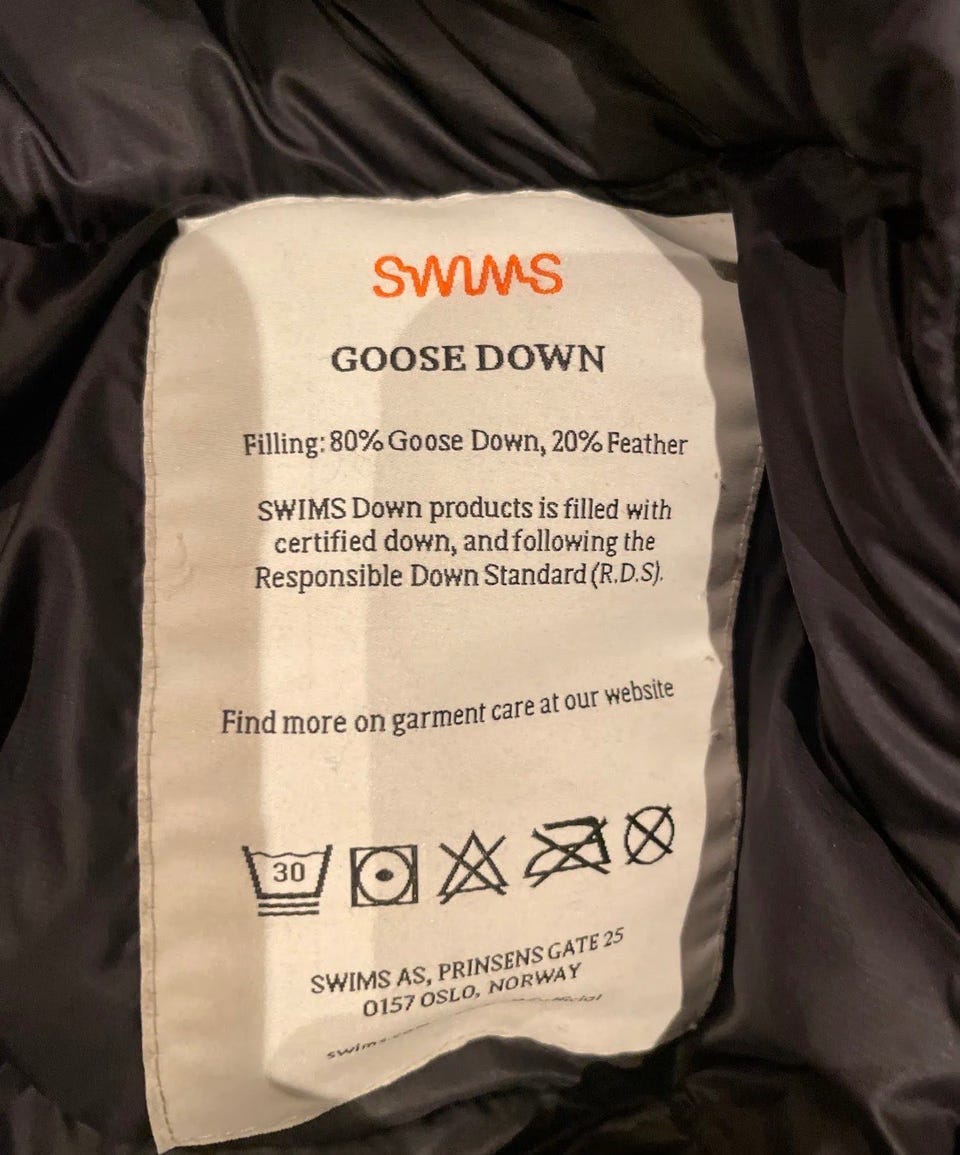 SWIMS
GOOSE DOWN
Filling: 80% Goose Down, 20% Feather
SWIMS Down products is filled with
certified down, and following the
Responsible Down Standard (R.D.S).
Find more on garment care at our website
30
SWIMS AS, PRINSENS GATE 25
0157 OSLO, NORWAY